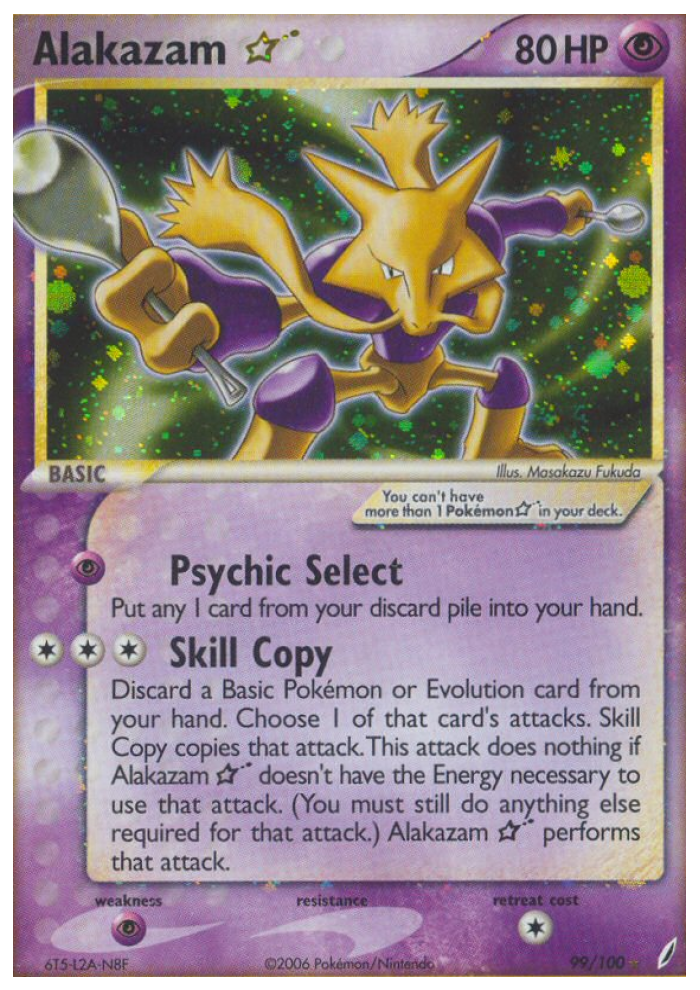 Alakazam ☆ 80 HP
BASIC
Illus. Masakazu Fukuda
You can't have
more than 1 Pokémon ☆ in your deck.
Psychic Select
Put any 1 card from your discard pile into your hand.
Skill Copy
Discard a Basic Pokémon or Evolution card from
your hand. Choose 1 of that card's attacks. Skill
Copy copies that attack. This attack does nothing if
Alakazam ☆ doesn't have the Energy necessary to
use that attack. (You must still do anything else
required for that attack.) Alakazam ☆ performs
that attack.
weakness resistance retreat cost
6T5-L2A-N8F ©2006 Pokémon/Nintendo 99/100